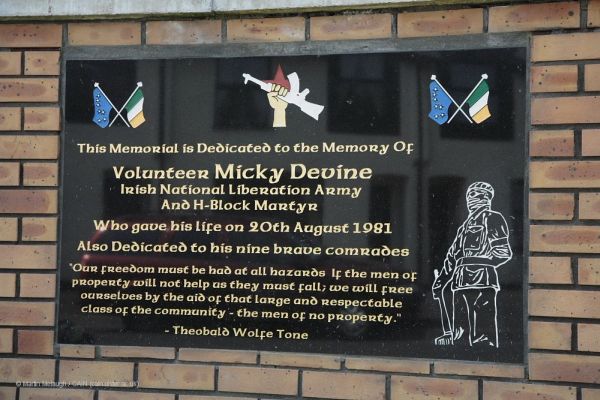 This Memorial is Dedicated to the Memory Of
Volunteer Micky Devine
Irish National Liberation Army
And H-Block Martyr
Who gave his life on 20th August 1981
Also Dedicated to his nine brave comrades
"Our freedom must be had at all hazards If the men of
property will not help us they must fall; we will free
ourselves by the aid of that large and respectable
class of the community - the men of no property."
- Theobald Wolfe Tone